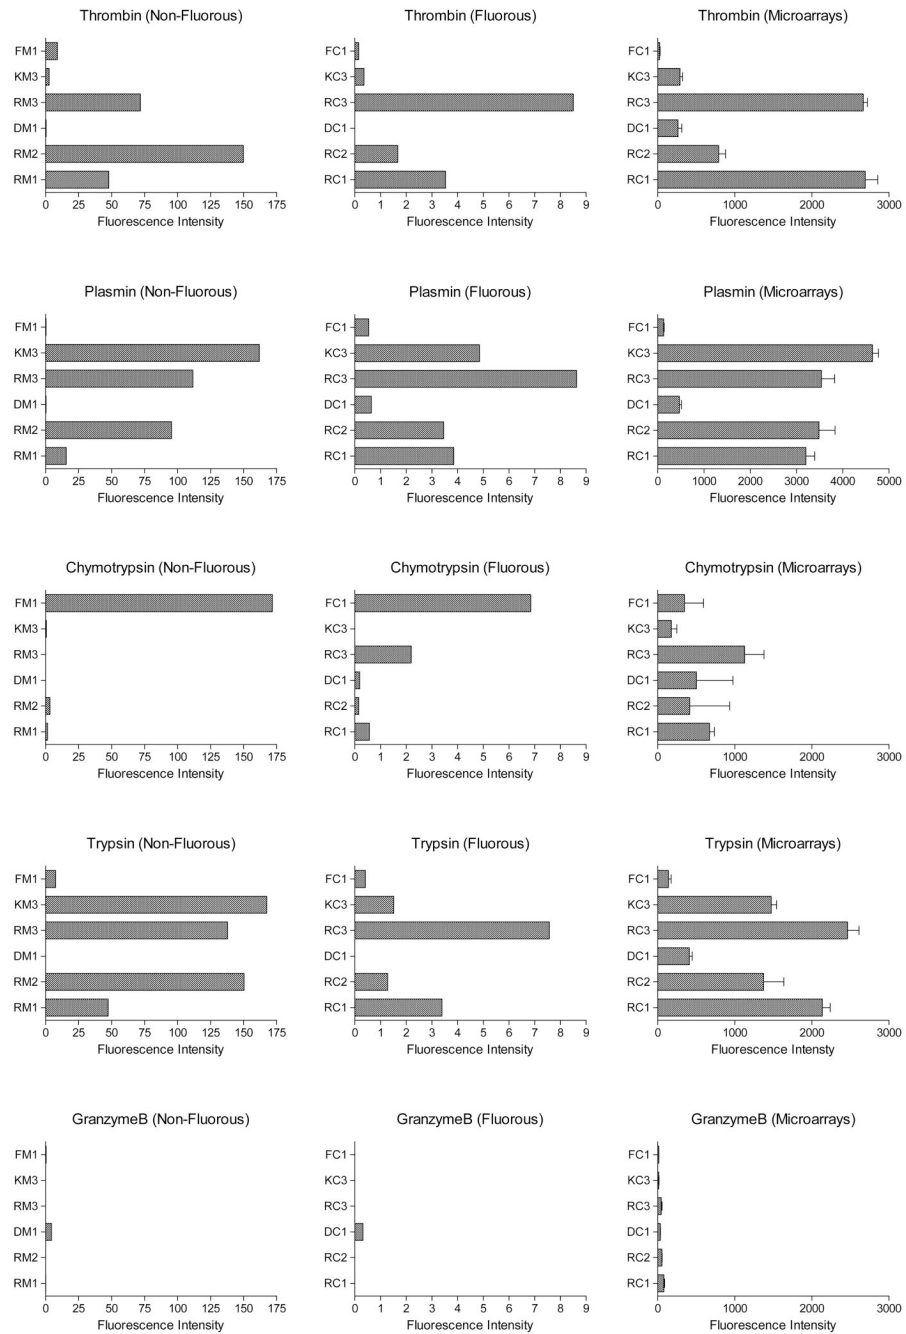 Thrombin (Non-Fluorous)
FM1
KM3
RM3
DM1
RM2
RM1
0 25 50 75 100 125 150 175
Fluorescence Intensity
Thrombin (Fluorous)
FC1
KC3
RC3
DC1
RC2
RC1
0 1 2 3 4 5 6 7 8 9
Fluorescence Intensity
Thrombin (Microarrays)
FC1
KC3
RC3
DC1
RC2
RC1
0 1000 2000 3000
Fluorescence Intensity
Plasmin (Non-Fluorous)
FM1
KM3
RM3
DM1
RM2
RM1
0 25 50 75 100 125 150 175
Fluorescence Intensity
Plasmin (Fluorous)
FC1
KC3
RC3
DC1
RC2
RC1
0 1 2 3 4 5 6 7 8 9
Fluorescence Intensity
Plasmin (Microarrays)
FC1
KC3
RC3
DC1
RC2
RC1
0 1000 2000 3000 4000 5000
Fluorescence Intensity
Chymotrypsin (Non-Fluorous)
FM1
KM3
RM3
DM1
RM2
RM1
0 25 50 75 100 125 150 175
Fluorescence Intensity
Chymotrypsin (Fluorous)
FC1
KC3
RC3
DC1
RC2
RC1
0 1 2 3 4 5 6 7 8 9
Fluorescence Intensity
Chymotrypsin (Microarrays)
FC1
KC3
RC3
DC1
RC2
RC1
0 1000 2000 3000
Fluorescence Intensity
Trypsin (Non-Fluorous)
FM1
KM3
RM3
DM1
RM2
RM1
0 25 50 75 100 125 150 175
Fluorescence Intensity
Trypsin (Fluorous)
FC1
KC3
RC3
DC1
RC2
RC1
0 1 2 3 4 5 6 7 8 9
Fluorescence Intensity
Trypsin (Microarrays)
FC1
KC3
RC3
DC1
RC2
RC1
0 1000 2000 3000
Fluorescence Intensty
GranzymeB (Non-Fluorous)
FM1
KM3
RM3
DM1
RM2
RM1
0 25 50 75 100 125 150 175
Fluorescence Intensity
GranzymeB (Fluorous)
FC1
KC3
RC3
DC1
RC2
RC1
0 1 2 3 4 5 6 7 8 9
Fluorescence Intensity
GranzymeB (Microarrays)
FC1
KC3
RC3
DC1
RC2
RC1
0 1000 2000 3000
Fluorescence Intensity